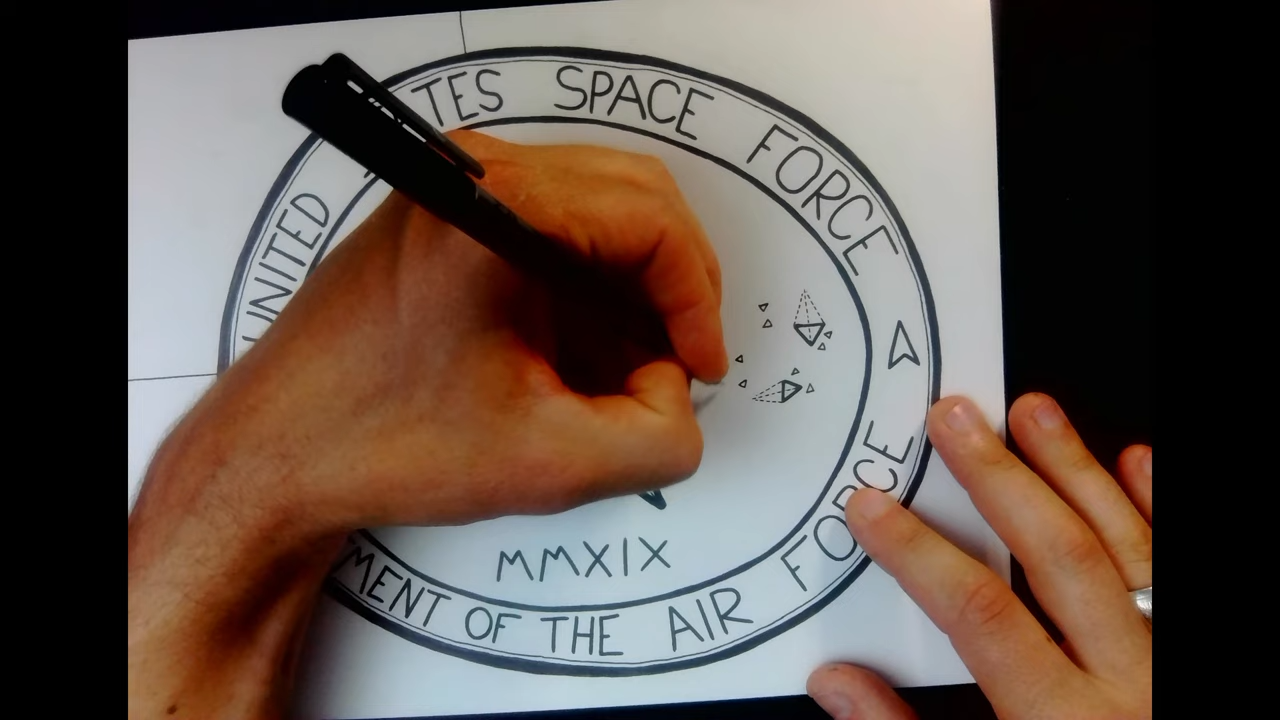 UNITED TES SPACE FORCE
MENT OF THE AIR FORCE
MMXIX